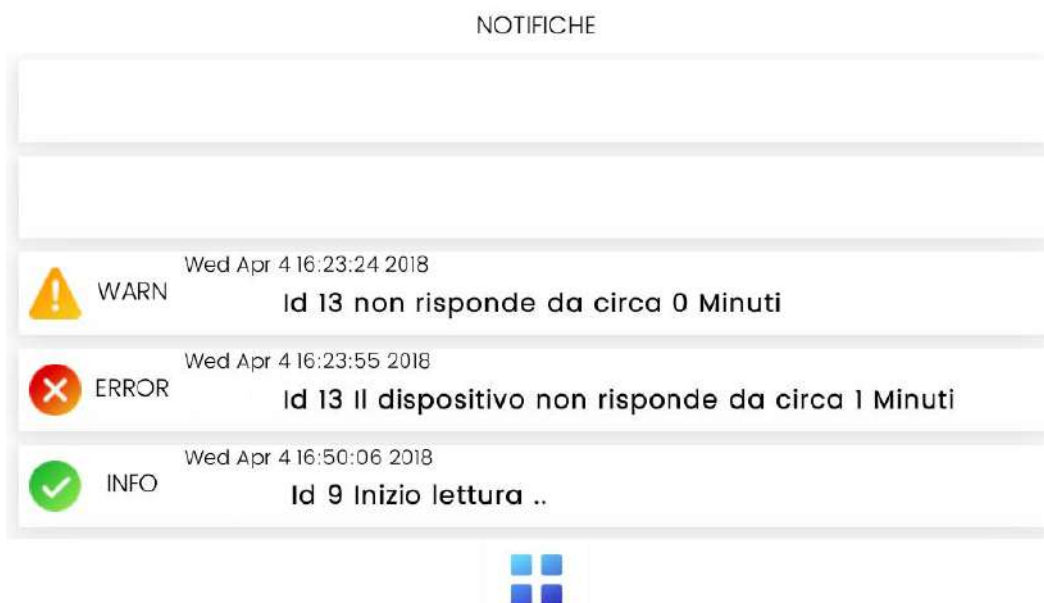 NOTIFICHE
Wed Apr 4 16:23:24 2018
WARN
Id 13 non risponde da circa 0 Minuti
Wed Apr 4 16:23:55 2018
ERROR
Id 13 Il dispositivo non risponde da circa 1 Minuti
Wed Apr 4 16:50:06 2018
INFO
Id 9 Inizio lettura ..